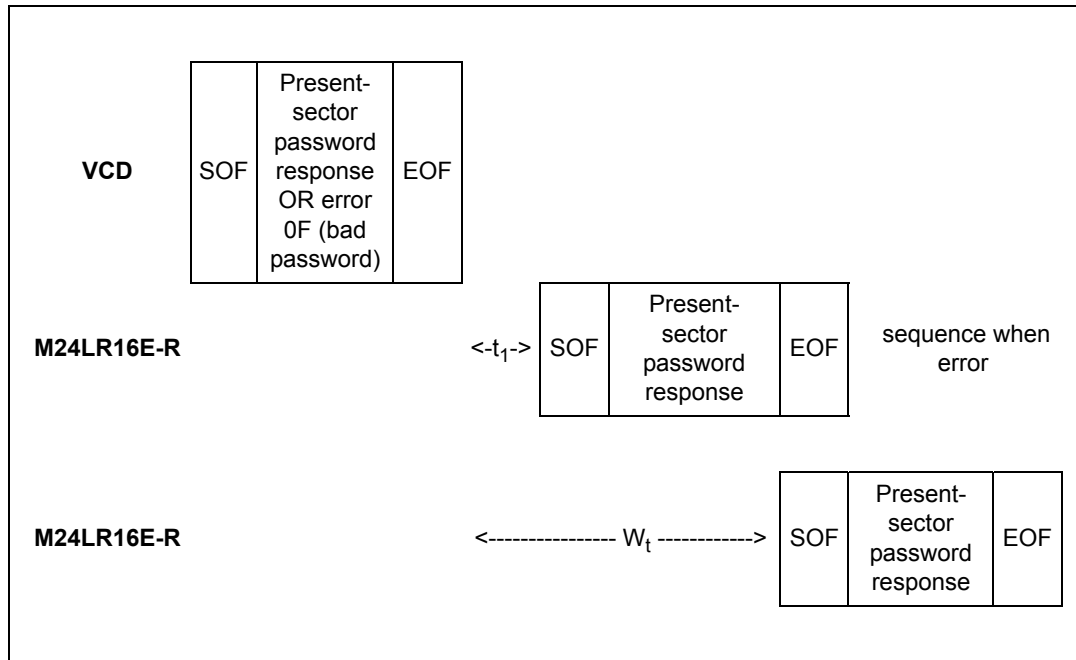 Present-
sector
password
response
OR error
0F (bad
password)
VCD
SOF
EOF
M24LR16E-R
<-t₁->
SOF
Present-
sector
password
response
EOF
sequence when
error
M24LR16E-R
<---------------- Wₜ ------------>
SOF
Present-
sector
password
response
EOF